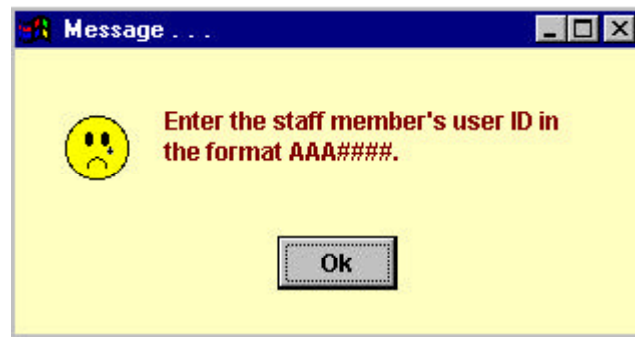 Message . . .
Enter the staff member's user ID in
the format AAA####.
Ok